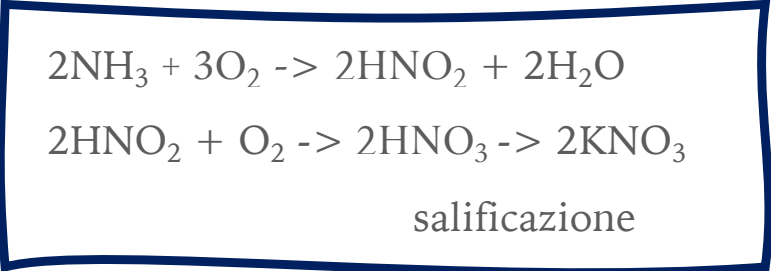 2NH₃ + 3O₂ -> 2HNO₂ + 2H₂O
2HNO₂ + O₂ -> 2HNO₃ -> 2KNO₃
salificazione